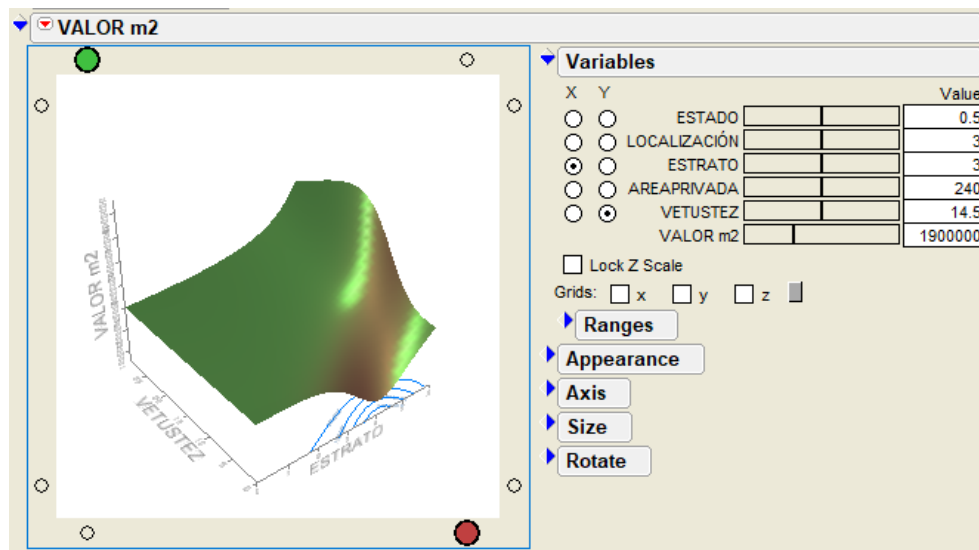 VALOR m2
Variables
X Y Value
ESTADO 0.5
LOCALIZACIÓN 3
ESTRATO 3
AREAPRIVADA 240
VETUSTEZ 14.5
VALOR m2 1900000
Lock Z Scale
Grids: x y z
Ranges
Appearance
Axis
Size
Rotate
VALOR m2
VETUSTEZ
ESTRATO